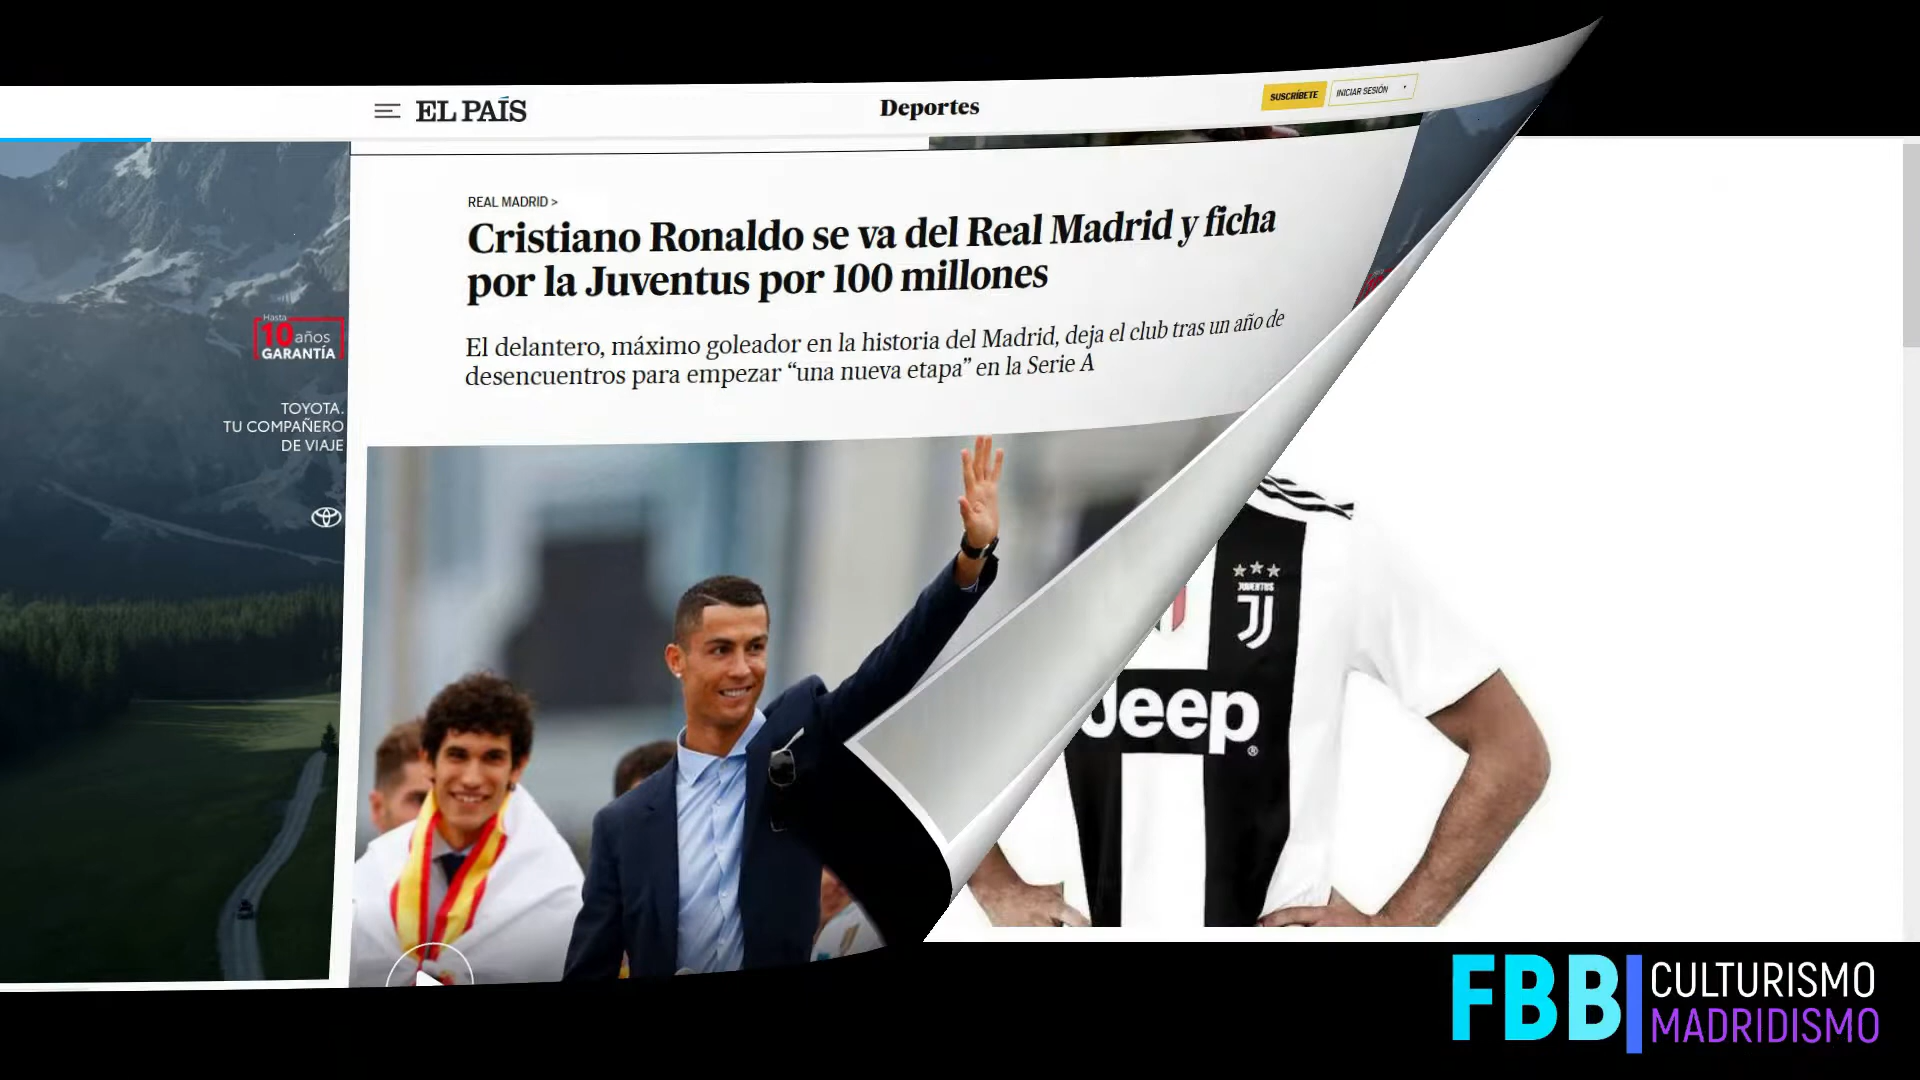 EL PAÍS
Deportes
SUSCRÍBETE
INICIAR SESIÓN
REAL MADRID >
Cristiano Ronaldo se va del Real Madrid y ficha
por la Juventus por 100 millones
El delantero, máximo goleador en la historia del Madrid, deja el club tras un año de
desencuentros para empezar “una nueva etapa” en la Serie A
Hasta
10 años
GARANTÍA
TOYOTA.
TU COMPAÑERO
DE VIAJE
JUVENTUS
Jeep
®
FBB
CULTURISMO
MADRIDISMO